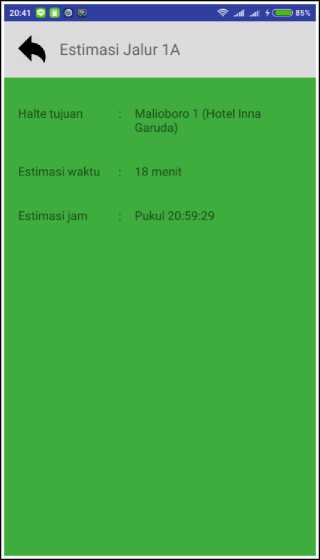 20:41 85%
Estimasi Jalur 1A
Halte tujuan : Malioboro 1 (Hotel Inna
Garuda)
Estimasi waktu : 18 menit
Estimasi jam : Pukul 20:59:29